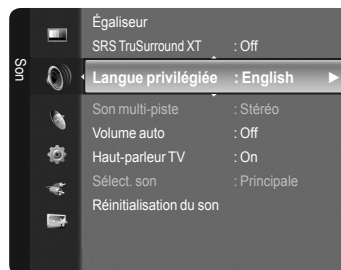 Son
Égaliseur
SRS TruSurround XT : Off
Langue privilégiée : English
Son multi-piste : Stéréo
Volume auto : Off
Haut-parleur TV : On
Sélect. son : Principale
Réinitialisation du son